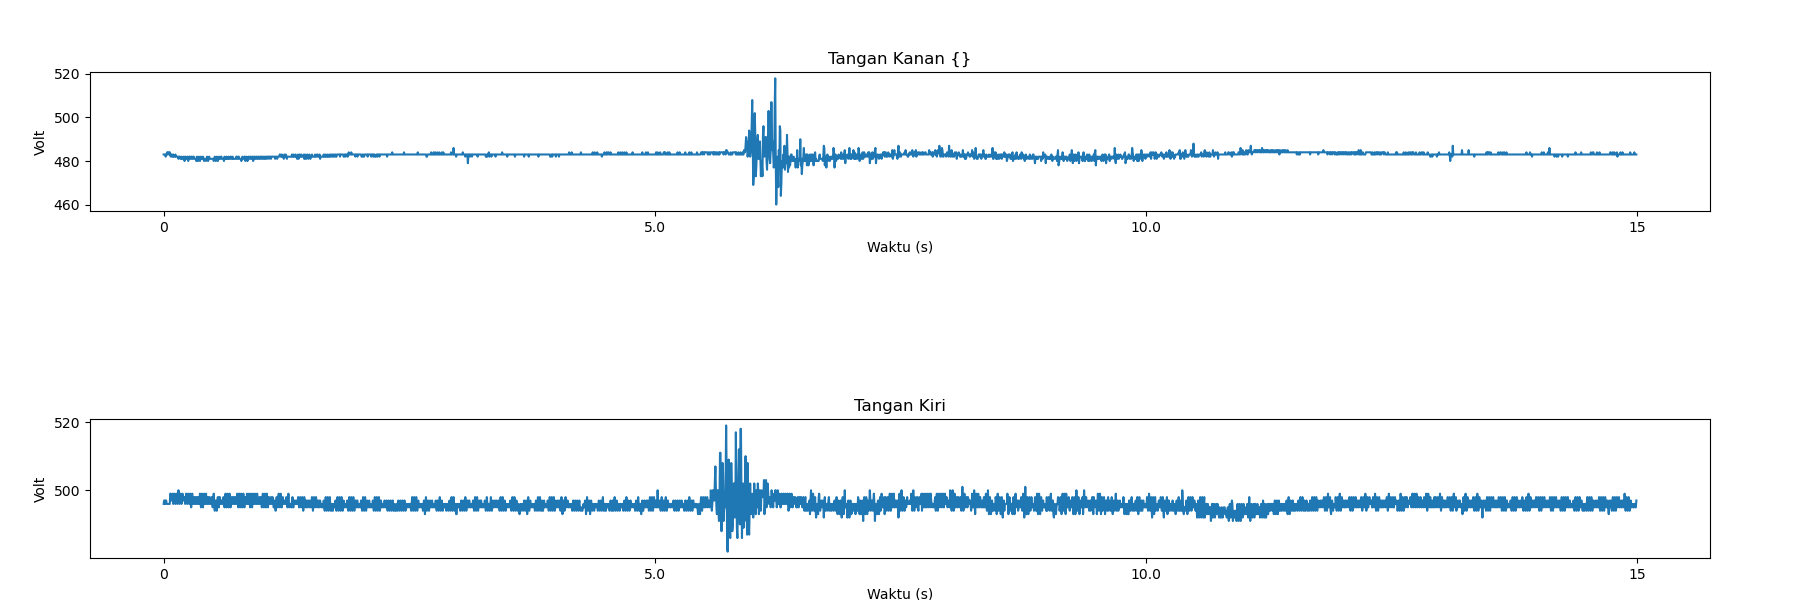 Tangan Kanan {}
520
500
480
460
Volt
0 5.0 10.0 15
Waktu (s)
Tangan Kiri
520
500
Volt
0 5.0 10.0 15
Waktu (s)